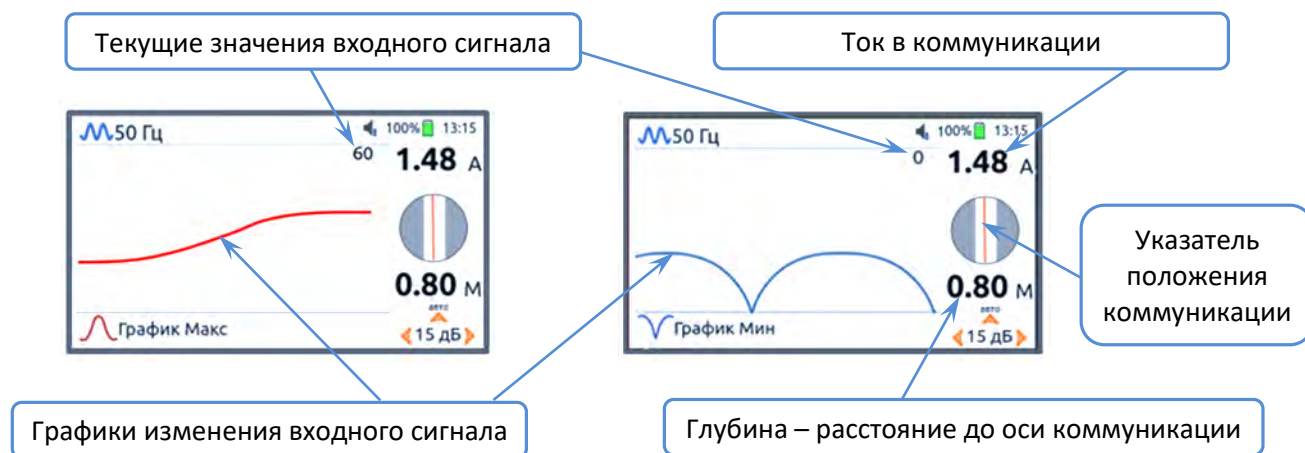 Текущие значения входного сигнала
Ток в коммуникации
50 Гц
100% 13:15
60
1.48 А
0.80 М
авто
15 дБ
График Макс
50 Гц
100% 13:15
0
1.48 А
0.80 М
авто
15 дБ
График Мин
Указатель
положения
коммуникации
Графики изменения входного сигнала
Глубина – расстояние до оси коммуникации